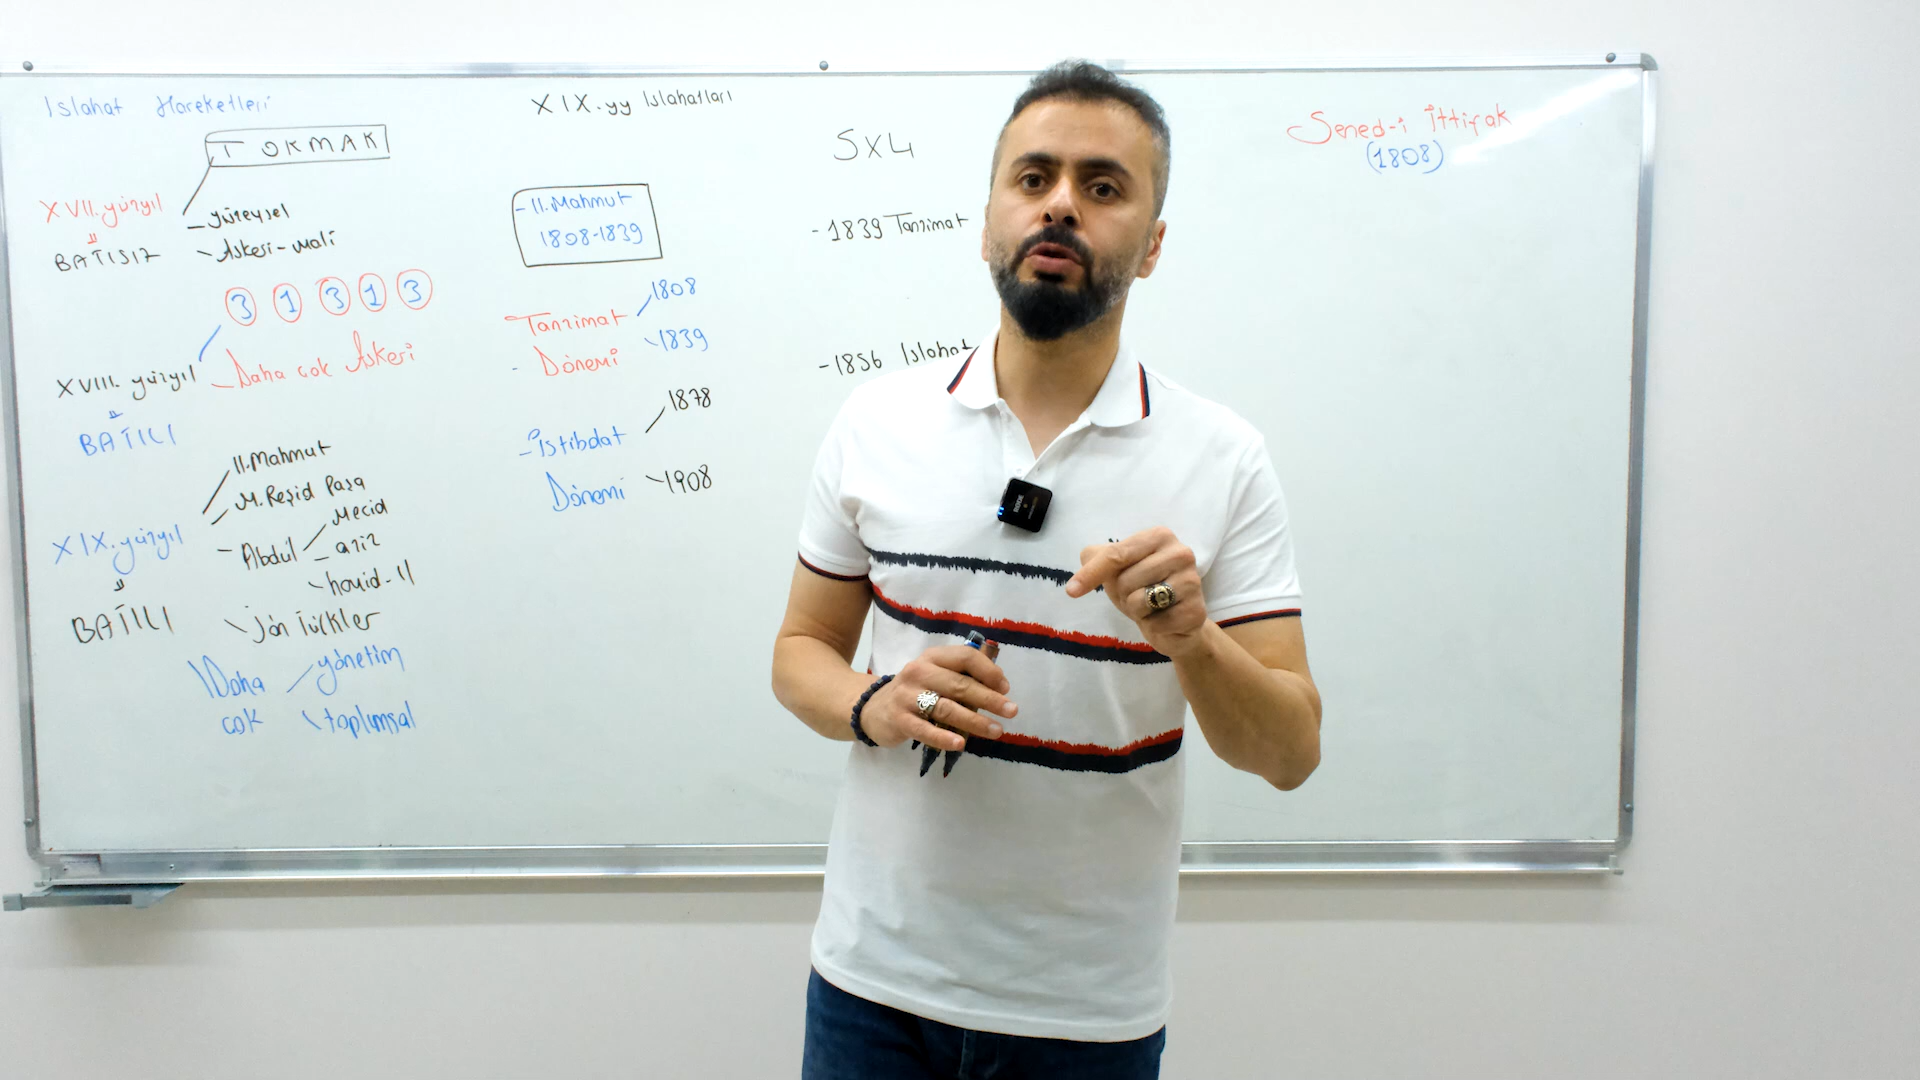 Islahat Hareketleri
TOKMAK
XVII. yüzyıl
- yüzeysel
- Askeri-mali
BATISIZ
3 1 3 1 3
XVIII. yüzyıl
- Daha çok Askeri
BATILI
II. Mahmut
M. Reşid Paşa
XIX. yüzyıl
- Abdül
Mecid
- aziz
hamid-II
BATILI
Jön Türkler
Daha çok
yönetim
toplumsal
XIX. yy Islahatları
- II. Mahmut
1808-1839
Tanzimat
- Dönemi
1808
1839
- İstibdat
Dönemi
1878
1908
5x4
- 1839 Tanzimat
- 1856 Islahat
Sened-i İttifak
(1808)